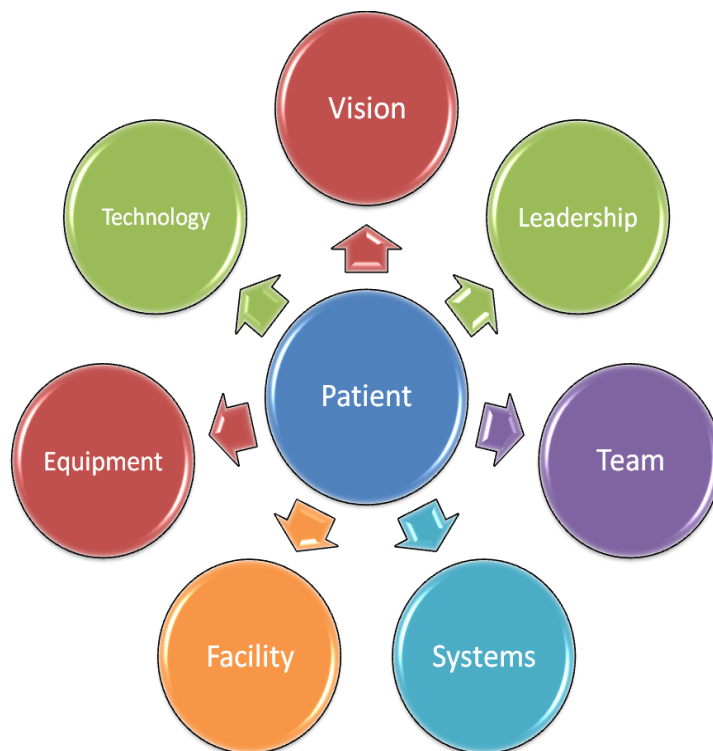 Vision
Technology
Leadership
Patient
Equipment
Team
Facility
Systems